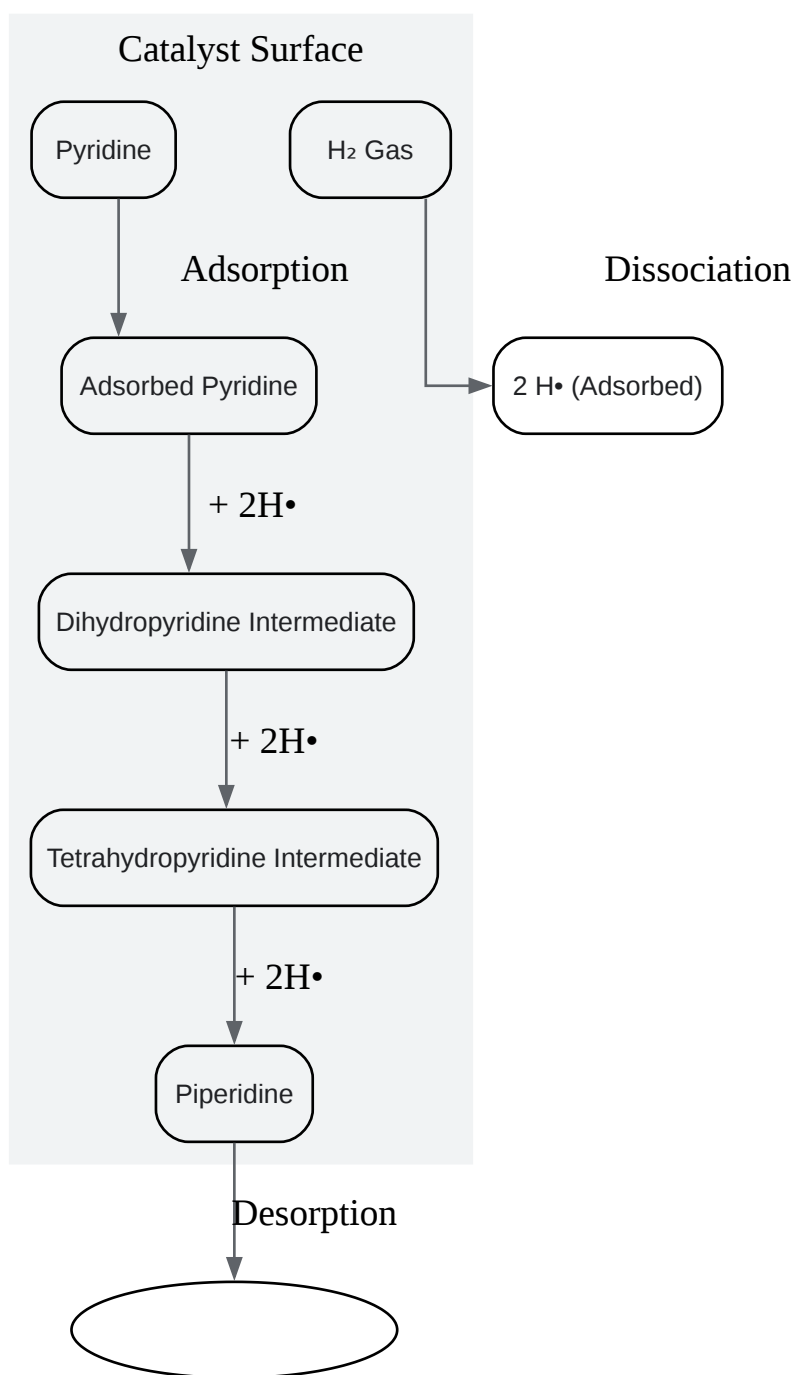 Catalyst Surface
Pyridine
H₂ Gas
Adsorption
Dissociation
Adsorbed Pyridine
2 H• (Adsorbed)
+ 2H•
Dihydropyridine Intermediate
+ 2H•
Tetrahydropyridine Intermediate
+ 2H•
Piperidine
Desorption